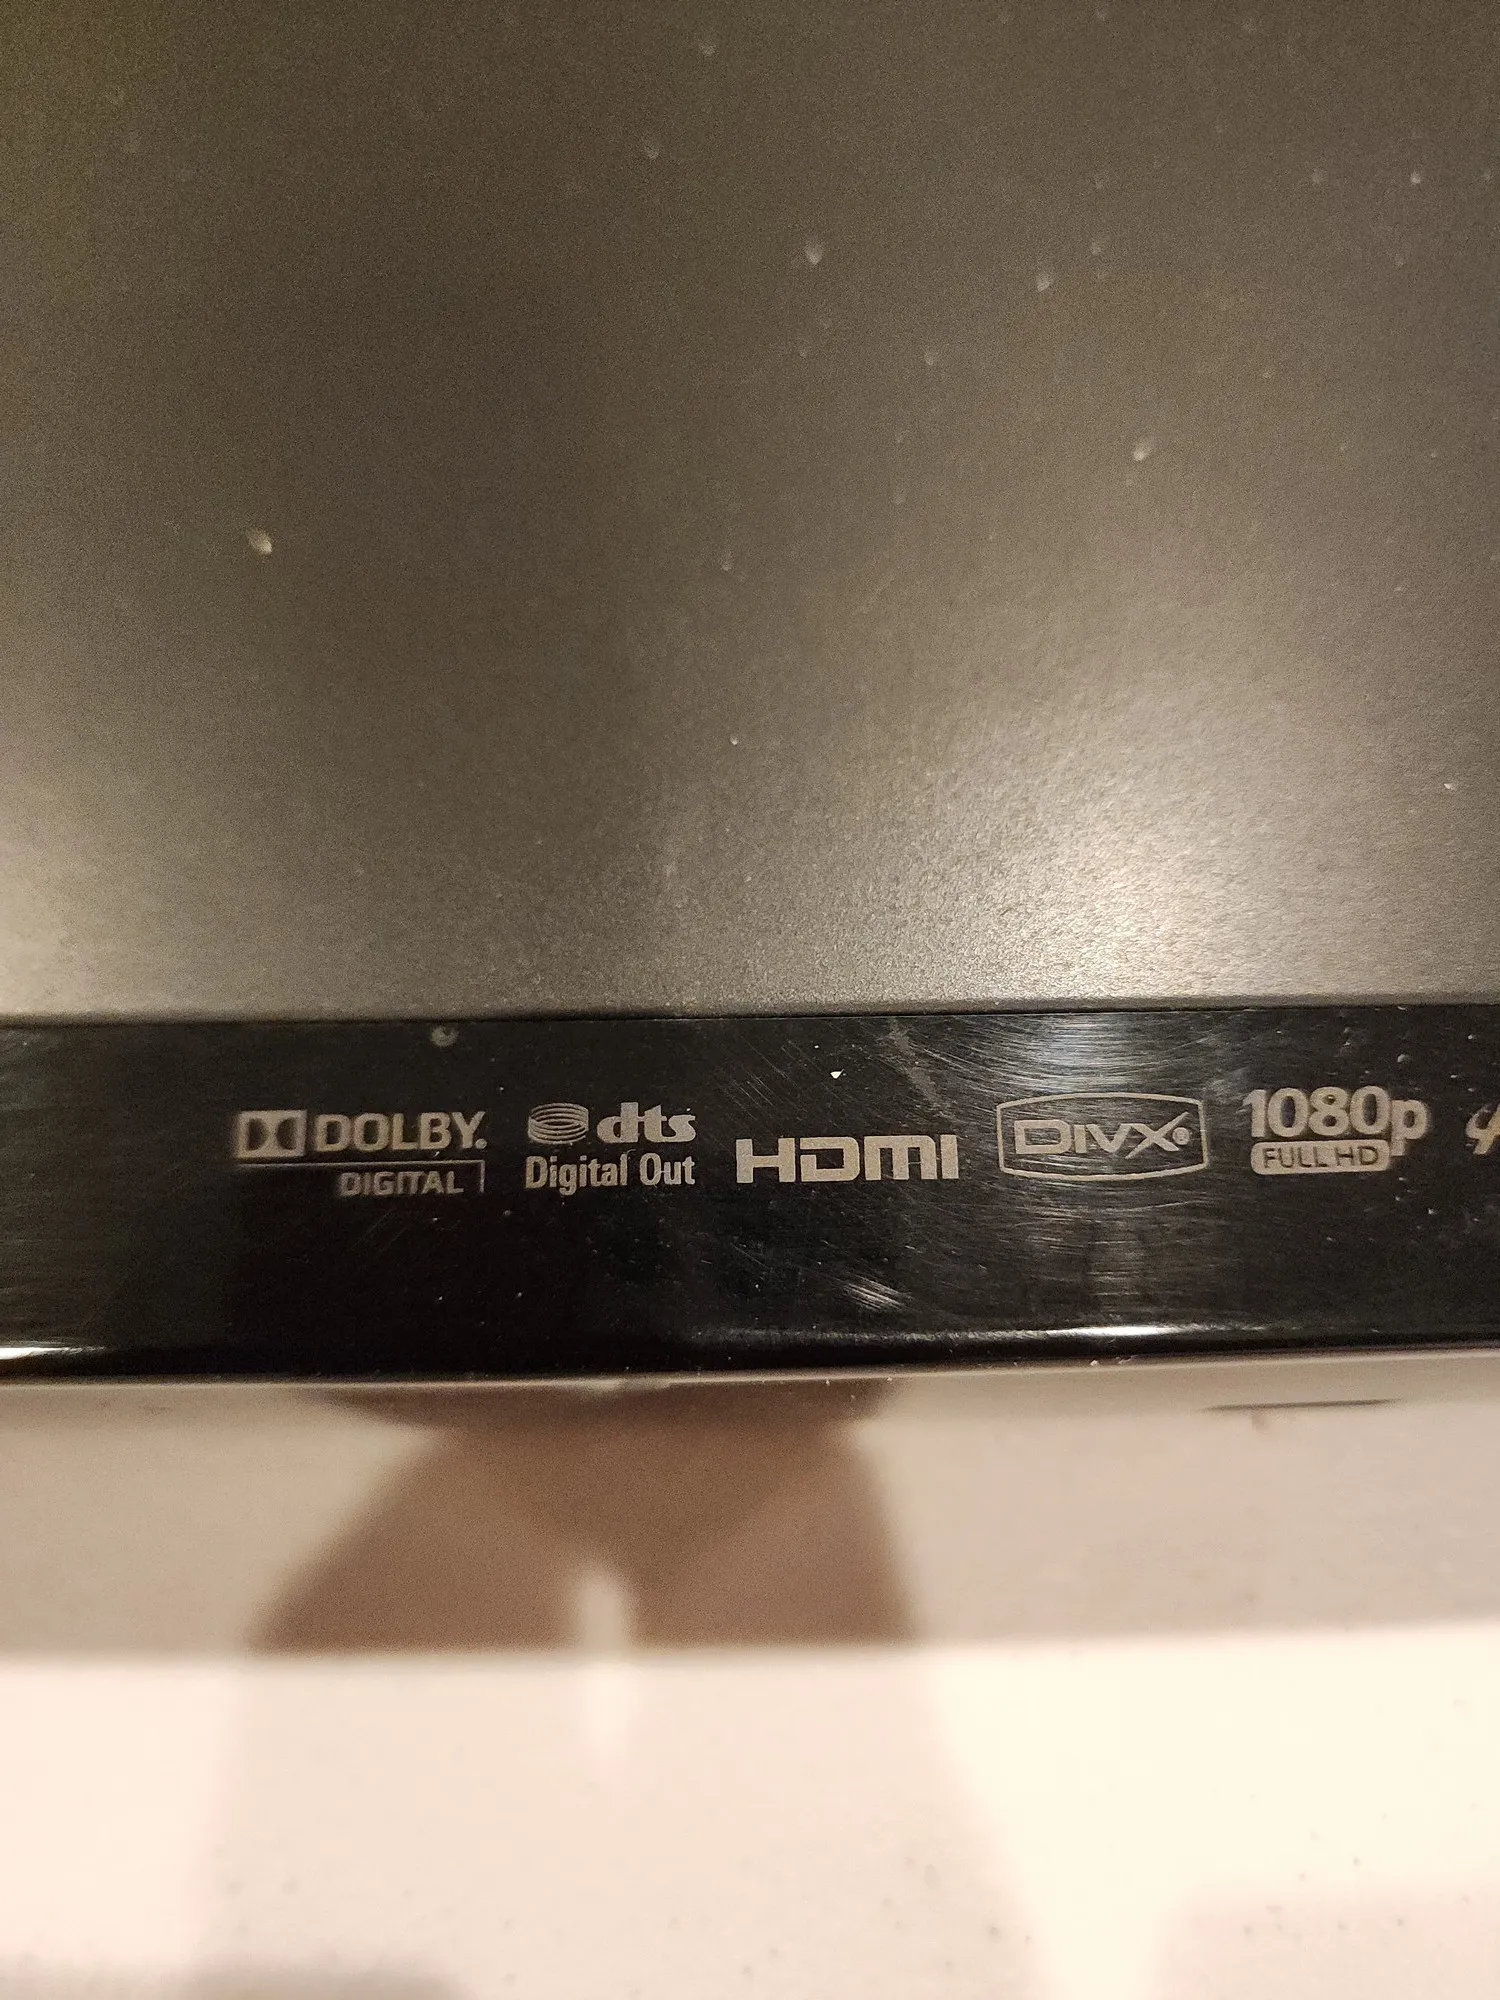 DOLBY. dts HDMI DIVX® 1080p
DIGITAL Digital Out FULL HD